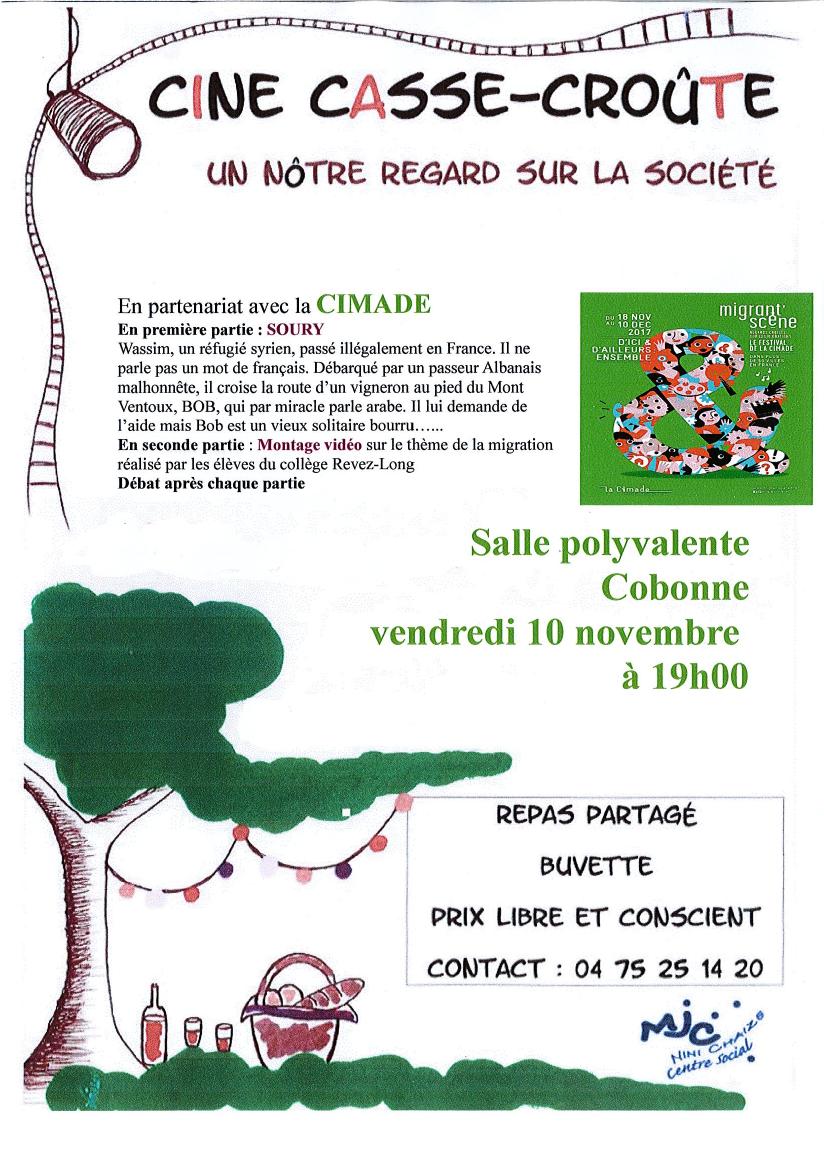 CINE CASSE-CROÛTE
UN NÔTRE REGARD SUR LA SOCIÉTÉ
En partenariat avec la CIMADE
En première partie : SOURY
Wassim, un réfugié syrien, passé illégalement en France. Il ne
parle pas un mot de français. Débarqué par un passeur Albanais
malhonnête, il croise la route d'un vigneron au pied du Mont
Ventoux, BOB, qui par miracle parle arabe. Il lui demande de
l'aide mais Bob est un vieux solitaire bourru…...
En seconde partie : Montage vidéo sur le thème de la migration
réalisé par les élèves du collège Revez-Long
Débat après chaque partie
DU 18 NOV
AU 10 DEC
2017
D'ICI &
D'AILLEURS
ENSEMBLE
migrant'
scène
LE FESTIVAL
DE LA CIMADE
DANS PLUS
EN FRANCE
la Cimade
Salle polyvalente
Cobonne
vendredi 10 novembre
à 19h00
REPAS PARTAGÉ
BUVETTE
PRIX LIBRE ET CONSCIENT
CONTACT : 04 75 25 14 20
MJC
NINI CHAIZE
Centre Social